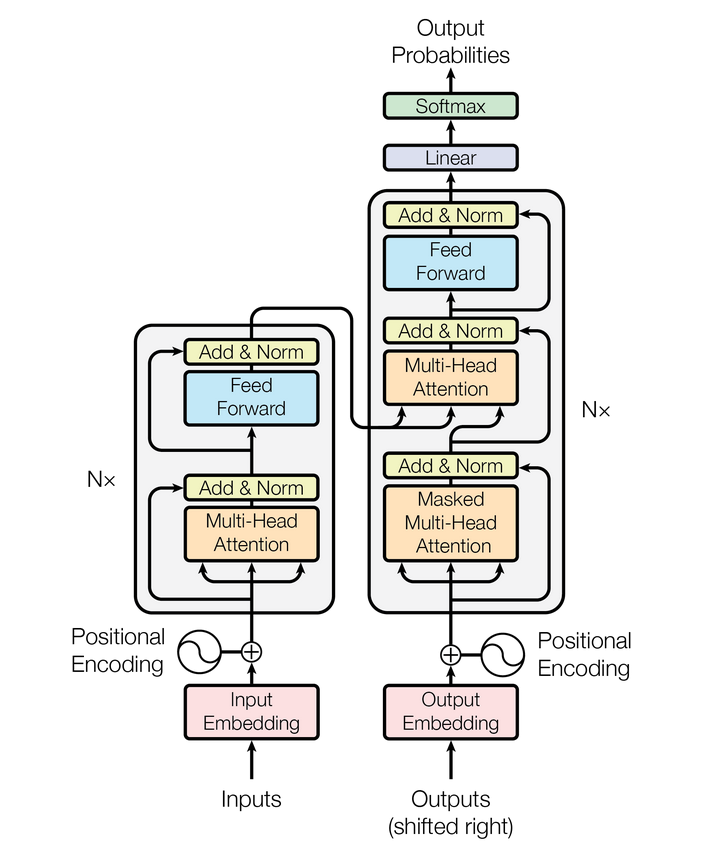 Output
Probabilities
Softmax
Linear
Add & Norm
Feed
Forward
Add & Norm
Multi-Head
Attention
Add & Norm
Masked
Multi-Head
Attention
N×
Add & Norm
Feed
Forward
Add & Norm
Multi-Head
Attention
N×
Positional
Encoding
Positional
Encoding
Input
Embedding
Output
Embedding
Inputs
Outputs
(shifted right)